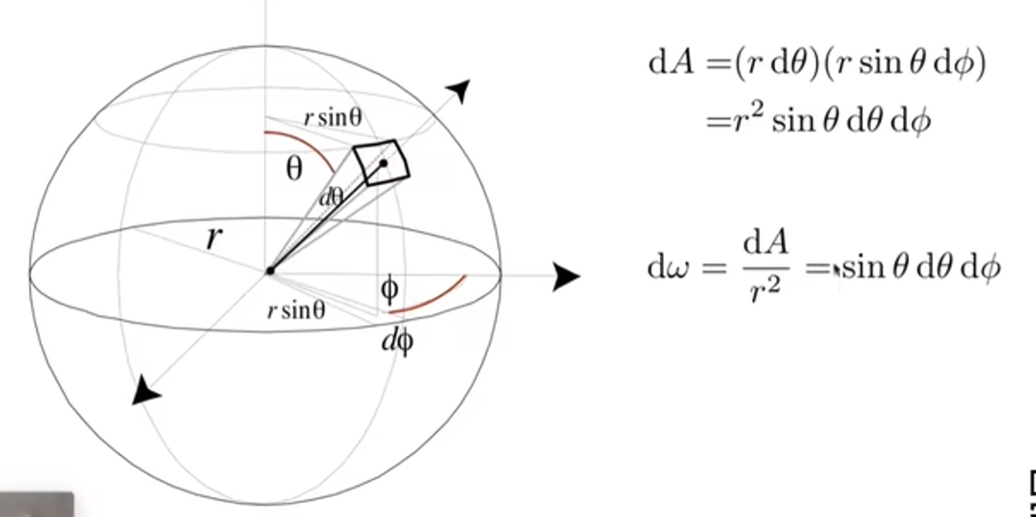 r sinθ
θ
dθ
r
ϕ
r sinθ
dϕ
dA =(r dθ)(r sin θ dϕ)
=r² sin θ dθ dϕ
dω = dA/r² = sin θ dθ dϕ